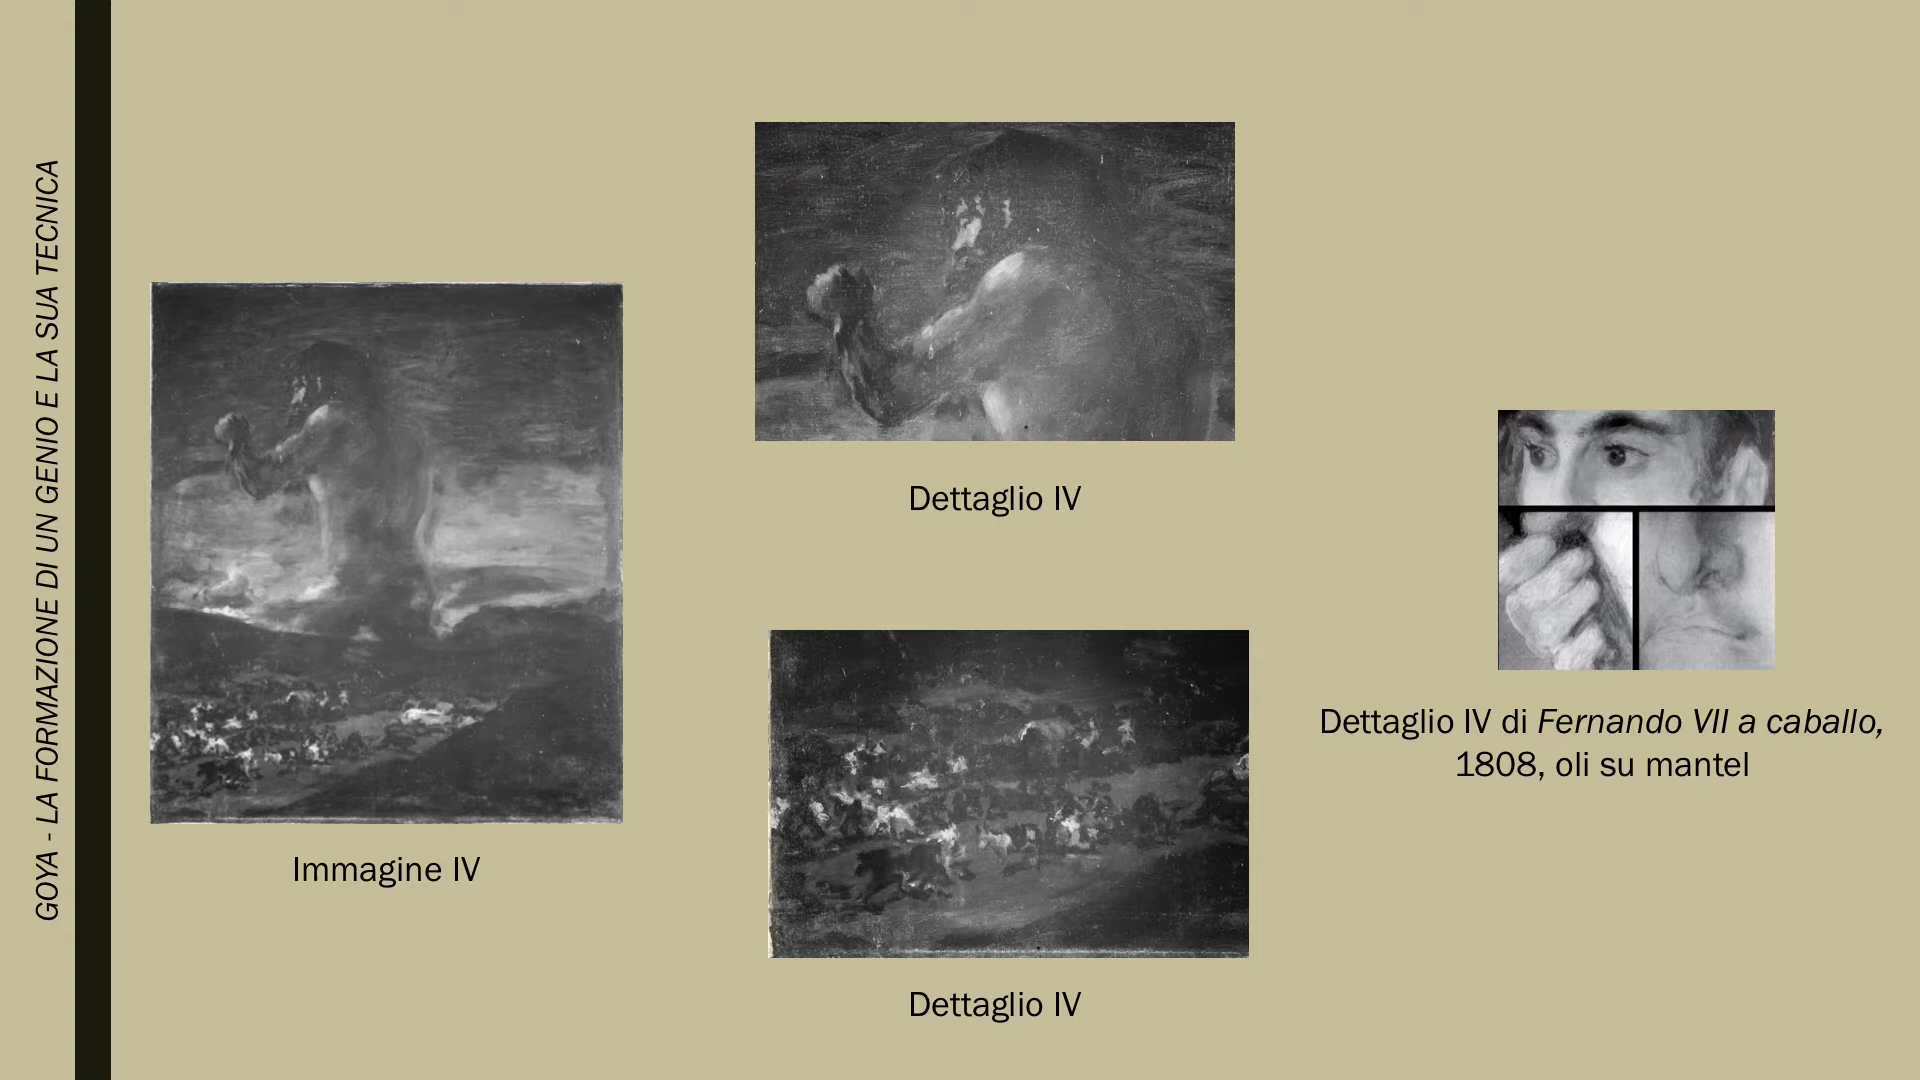 GOYA - LA FORMAZIONE DI UN GENIO E LA SUA TECNICA
Immagine IV
Dettaglio IV
Dettaglio IV
Dettaglio IV di Fernando VII a caballo,
1808, oli su mantel